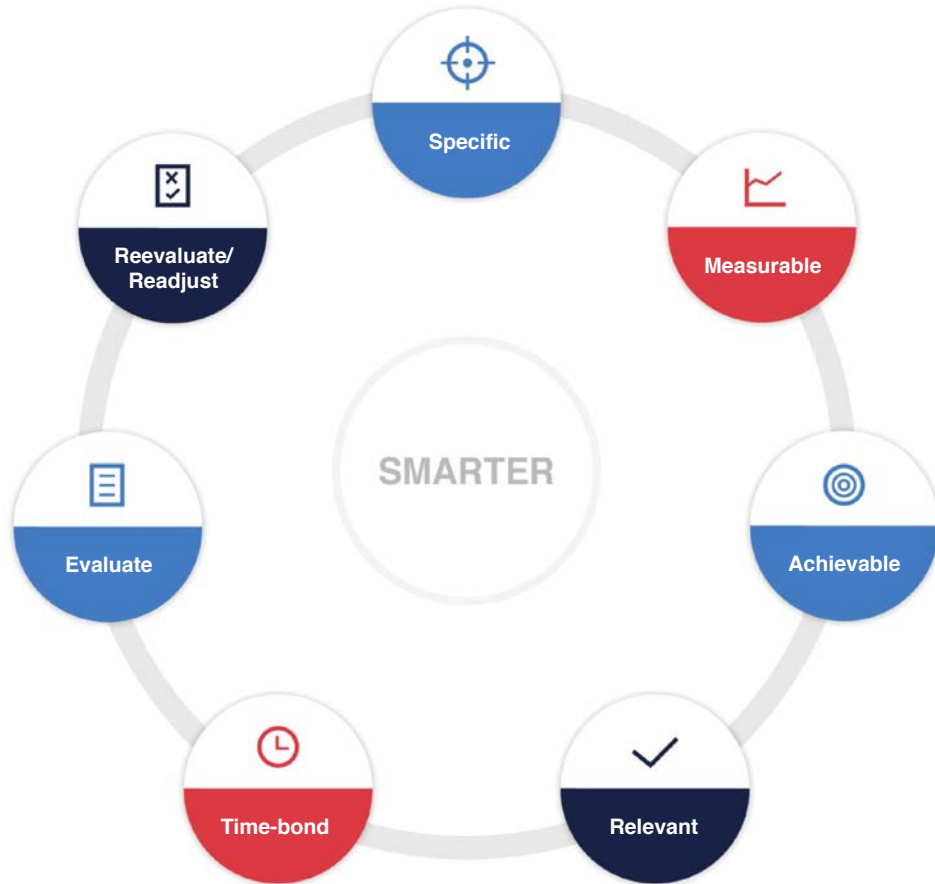 Specific
Measurable
Achievable
Relevant
Time-bond
Evaluate
Reevaluate/
Readjust
SMARTER